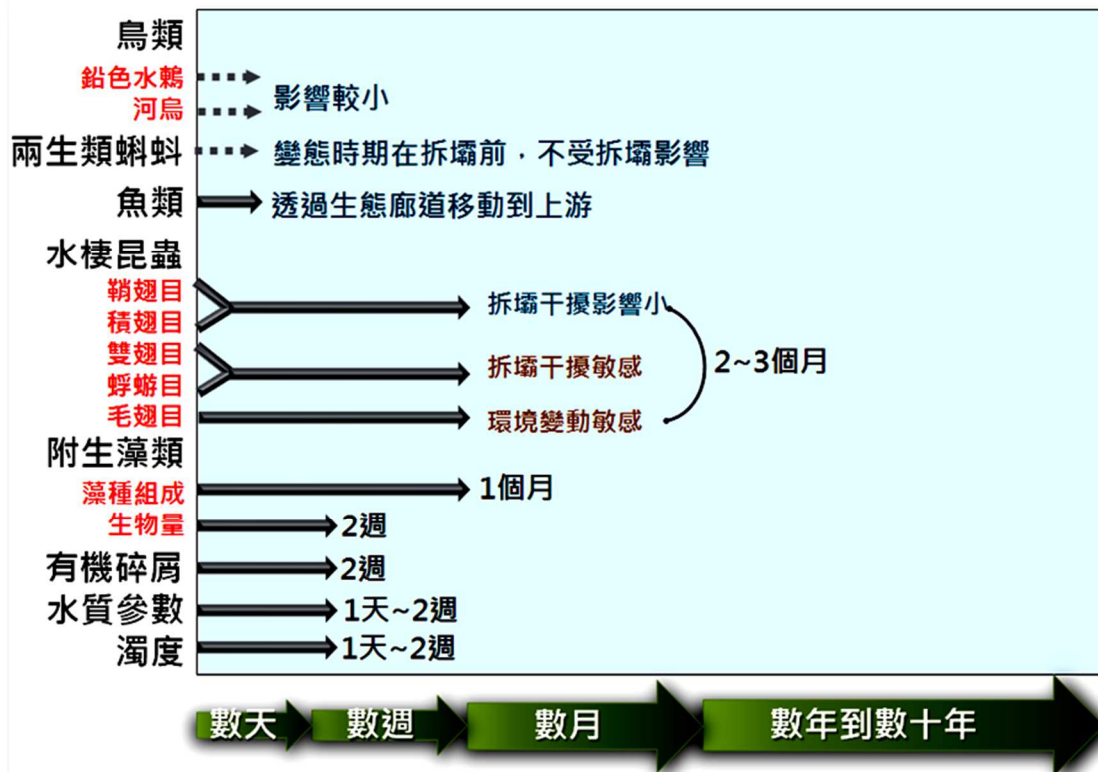 鳥類
鉛色水鶇
河烏
影響較小
兩生類蝌蚪
變態時期在拆壩前，不受拆壩影響
魚類
透過生態廊道移動到上游
水棲昆蟲
鞘翅目
積翅目
拆壩干擾影響小
雙翅目
蜉蝣目
拆壩干擾敏感
2~3個月
毛翅目
環境變動敏感
附生藻類
藻種組成
1個月
生物量
2週
有機碎屑
2週
水質參數
1天~2週
濁度
1天~2週
數天
數週
數月
數年到數十年